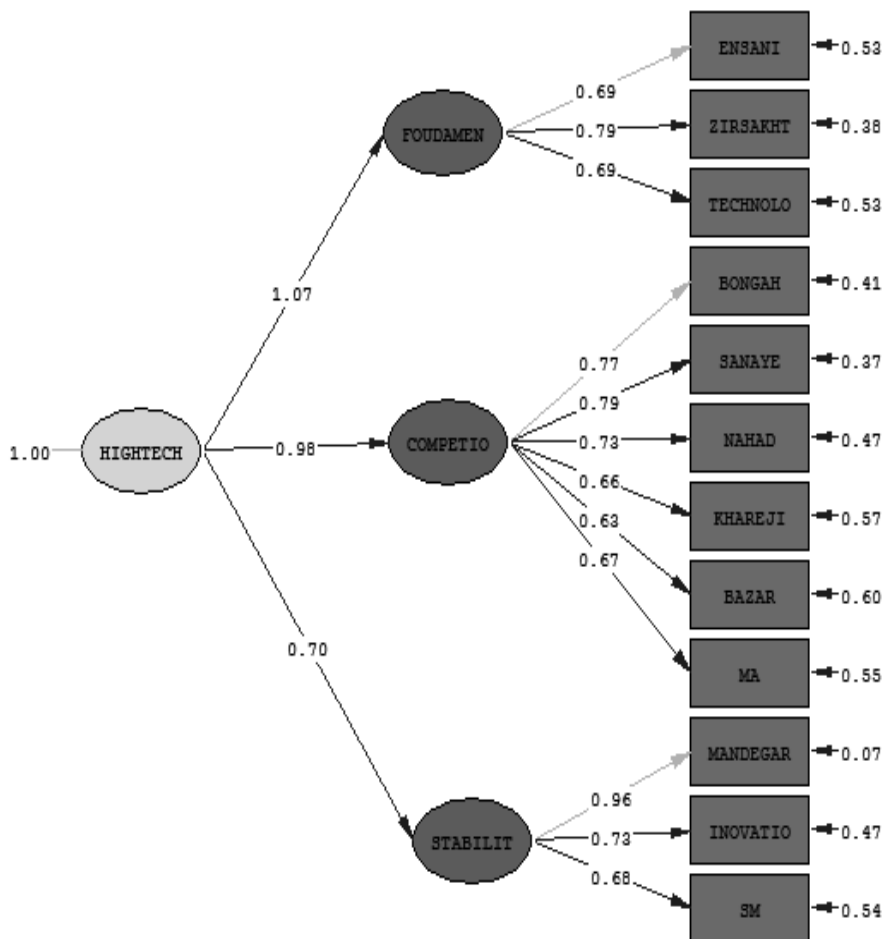 ENSANI
0.53
0.69
FOUDAMEN
0.79
ZIRSAKHT
0.38
0.69
TECHNOLO
0.53
1.07
BONGAH
0.41
0.77
SANAYE
0.37
0.79
1.00
HIGHTECH
0.98
COMPETIO
0.73
NAHAD
0.47
0.66
KHAREJI
0.57
0.63
BAZAR
0.60
0.67
MA
0.55
0.70
MANDEGAR
0.07
0.96
STABILIT
0.73
INOVATIO
0.47
0.68
SM
0.54